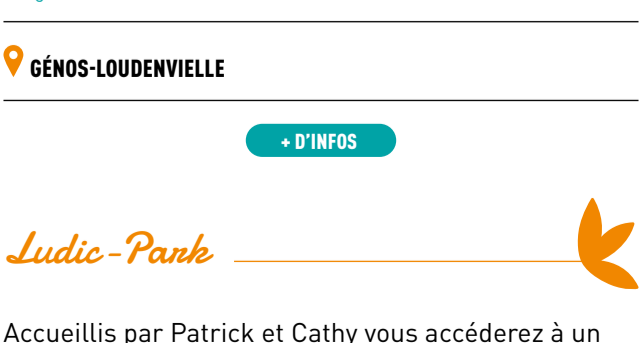 GÉNOS-LOUDENVIELLE
+ D'INFOS
Ludic-Park
Accueillis par Patrick et Cathy vous accéderez à un